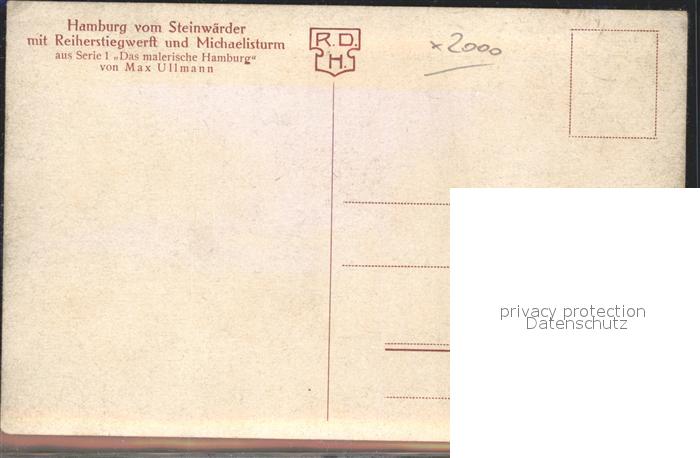 Hamburg vom Steinwärder
mit Reiherstiegwerft und Michaelisturm
aus Serie 1 „Das malerische Hamburg“
von Max Ullmann
R. D.
H.
x2000
privacy protection
Datenschutz